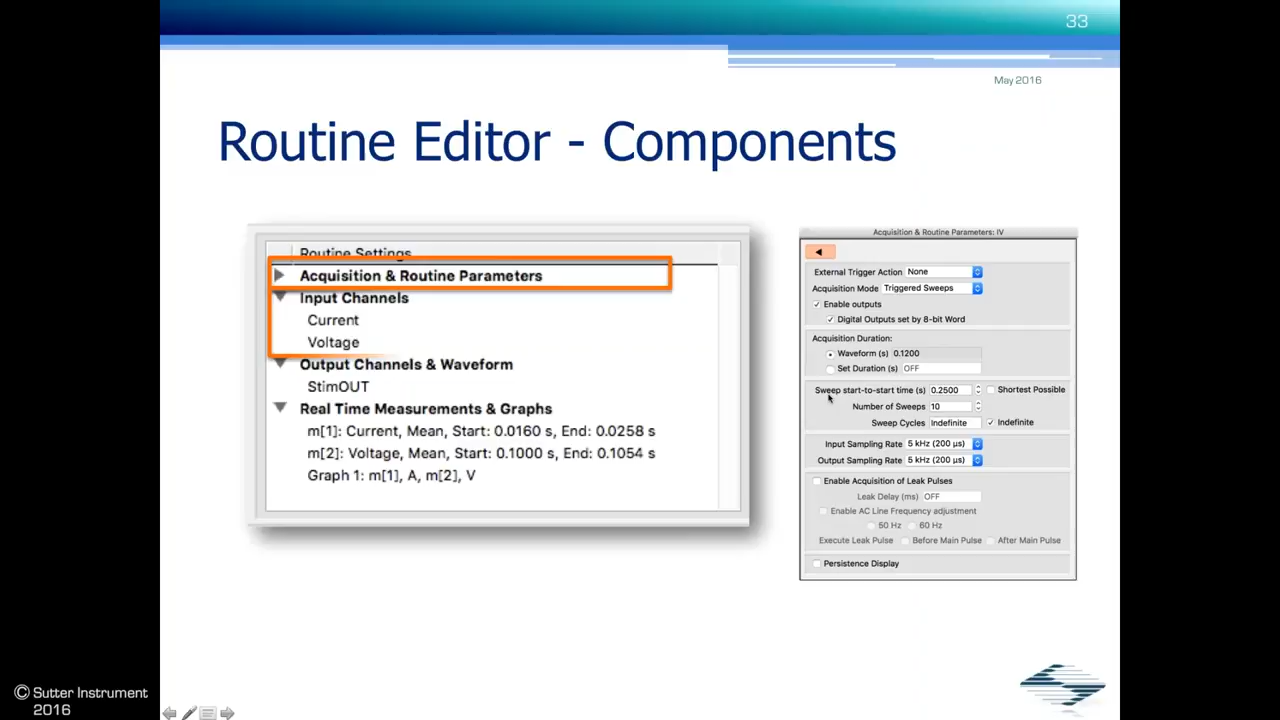 33
May 2016
Routine Editor - Components
Routine Settings
Acquisition & Routine Parameters
Input Channels
Current
Voltage
Output Channels & Waveform
StimOUT
Real Time Measurements & Graphs
m[1]: Current, Mean, Start: 0.0160 s, End: 0.0258 s
m[2]: Voltage, Mean, Start: 0.1000 s, End: 0.1054 s
Graph 1: m[1], A, m[2], V
Acquisition & Routine Parameters: IV
External Trigger Action None
Acquisition Mode Triggered Sweeps
Enable outputs
Digital Outputs set by 8-bit Word
Acquisition Duration:
Waveform (s) 0.1200
Set Duration (s) OFF
Sweep start-to-start time (s) 0.2500 Shortest Possible
Number of Sweeps 10
Sweep Cycles Indefinite Indefinite
Input Sampling Rate 5 kHz (200 µs)
Output Sampling Rate 5 kHz (200 µs)
Enable Acquisition of Leak Pulses
Leak Delay (ms) OFF
Enable AC Line Frequency adjustment
50 Hz 60 Hz
Execute Leak Pulse Before Main Pulse After Main Pulse
Persistence Display
© Sutter Instrument
2016